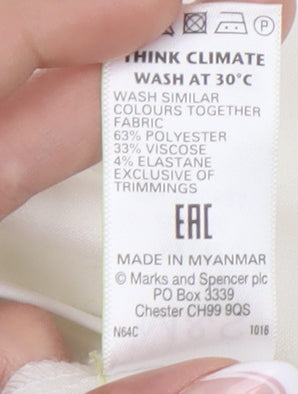 P
THINK CLIMATE
WASH AT 30°C
WASH SIMILAR
COLOURS TOGETHER
FABRIC
63% POLYESTER
33% VISCOSE
4% ELASTANE
EXCLUSIVE OF
TRIMMINGS
EAC
MADE IN MYANMAR
© Marks and Spencer plc
PO Box 3339
Chester CH99 9QS
N64C 1016